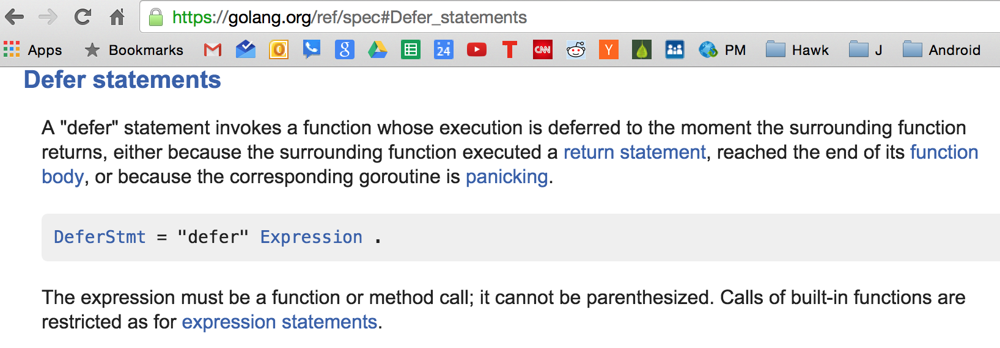 https://golang.org/ref/spec#Defer_statements
Apps Bookmarks 8 24 T CNN Y PM Hawk J Android
Defer statements
A "defer" statement invokes a function whose execution is deferred to the moment the surrounding function
returns, either because the surrounding function executed a return statement, reached the end of its function
body, or because the corresponding goroutine is panicking.
DeferStmt = "defer" Expression .
The expression must be a function or method call; it cannot be parenthesized. Calls of built-in functions are
restricted as for expression statements.